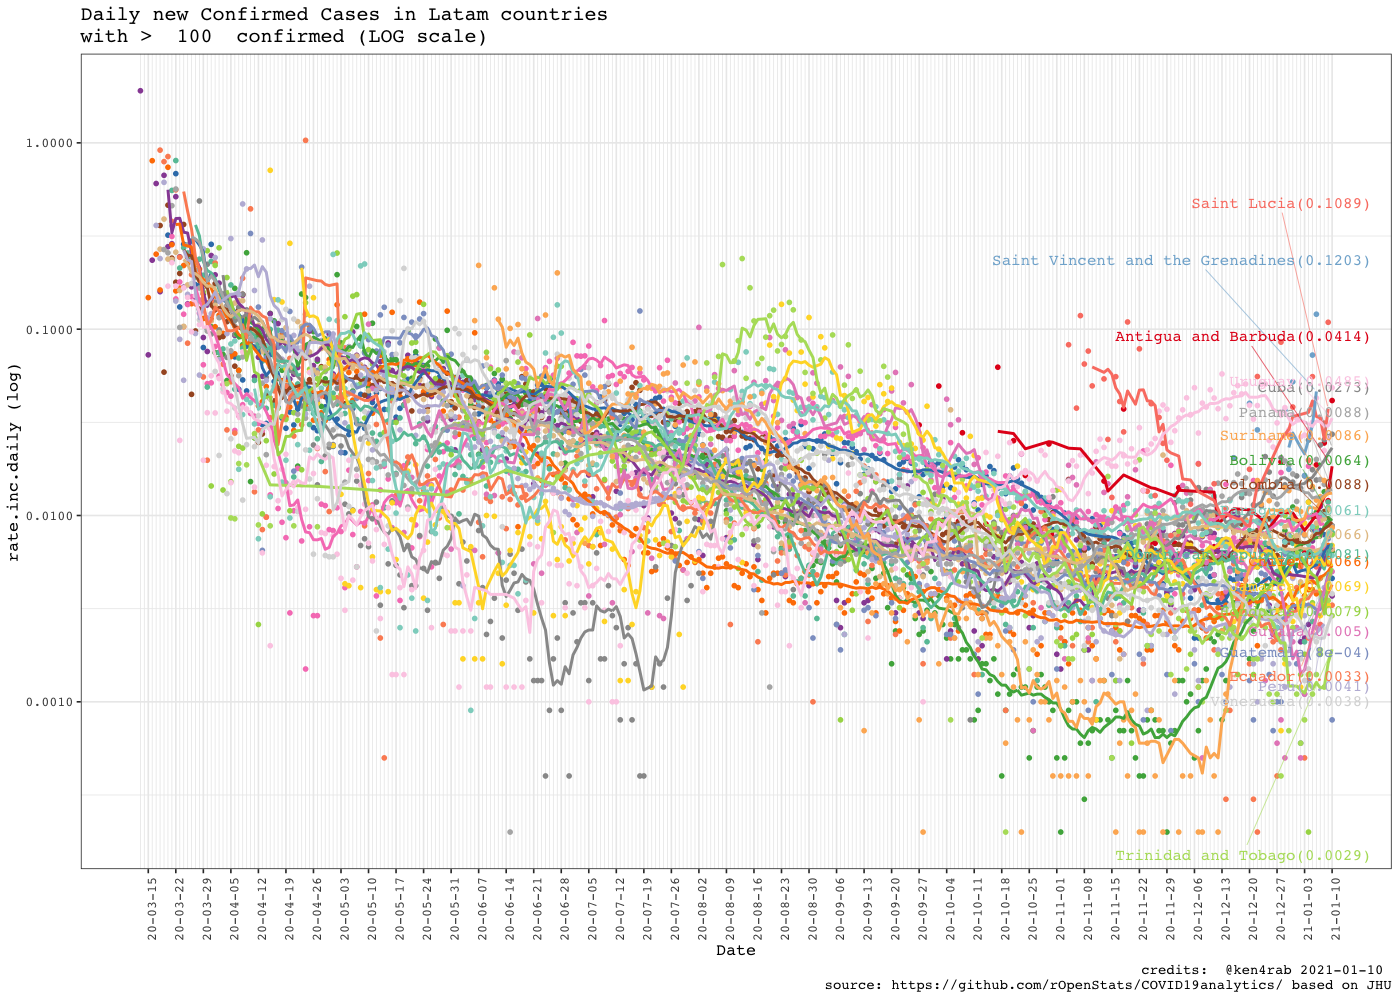 Daily new Confirmed Cases in Latam countries
with >  100  confirmed (LOG scale)
rate.inc.daily (log)
1.0000
0.1000
0.0100
0.0010
Saint Lucia(0.1089)
Saint Vincent and the Grenadines(0.1203)
Antigua and Barbuda(0.0414)
Cuba(0.0273)
Panama(0.0088)
Suriname(0.0086)
Bolivia(0.0064)
Colombia(0.0088)
Guyana(0.005)
Guatemala(8e-04)
Ecuador(0.0033)
Peru(0.0041)
Venezuela(0.0038)
Trinidad and Tobago(0.0029)
20-03-15
20-03-22
20-03-29
20-04-05
20-04-12
20-04-19
20-04-26
20-05-03
20-05-10
20-05-17
20-05-24
20-05-31
20-06-07
20-06-14
20-06-21
20-06-28
20-07-05
20-07-12
20-07-19
20-07-26
20-08-02
20-08-09
20-08-16
20-08-23
20-08-30
20-09-06
20-09-13
20-09-20
20-09-27
20-10-04
20-10-11
20-10-18
20-10-25
20-11-01
20-11-08
20-11-15
20-11-22
20-11-29
20-12-06
20-12-13
20-12-20
20-12-27
21-01-03
21-01-10
Date
credits:  @ken4rab 2021-01-10
source: https://github.com/rOpenStats/COVID19analytics/ based on JHU